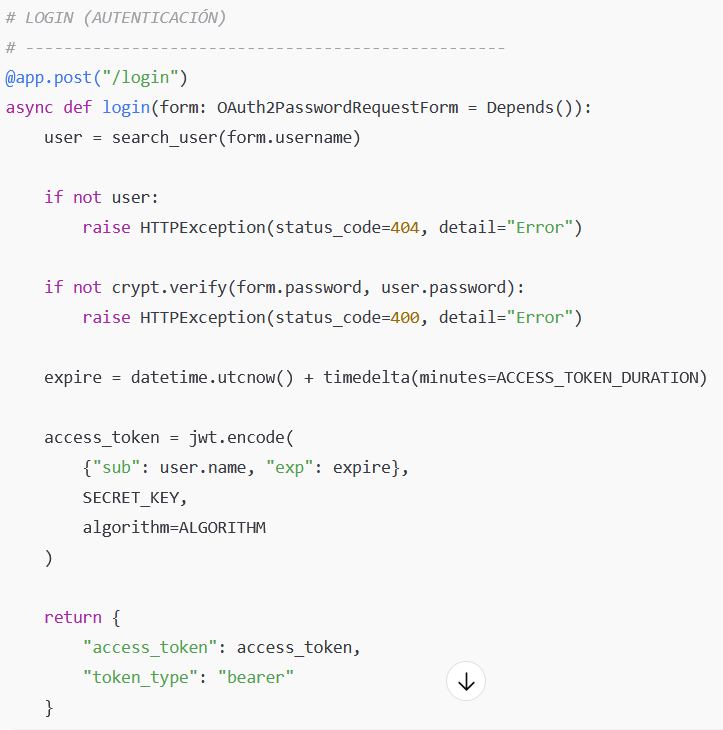 # LOGIN (AUTENTICACIÓN)
# --------------------------------------------------
@app.post("/login")
async def login(form: OAuth2PasswordRequestForm = Depends()):
    user = search_user(form.username)

    if not user:
        raise HTTPException(status_code=404, detail="Error")

    if not crypt.verify(form.password, user.password):
        raise HTTPException(status_code=400, detail="Error")

    expire = datetime.utcnow() + timedelta(minutes=ACCESS_TOKEN_DURATION)

    access_token = jwt.encode(
        {"sub": user.name, "exp": expire},
        SECRET_KEY,
        algorithm=ALGORITHM
    )

    return {
        "access_token": access_token,
        "token_type": "bearer"
    }